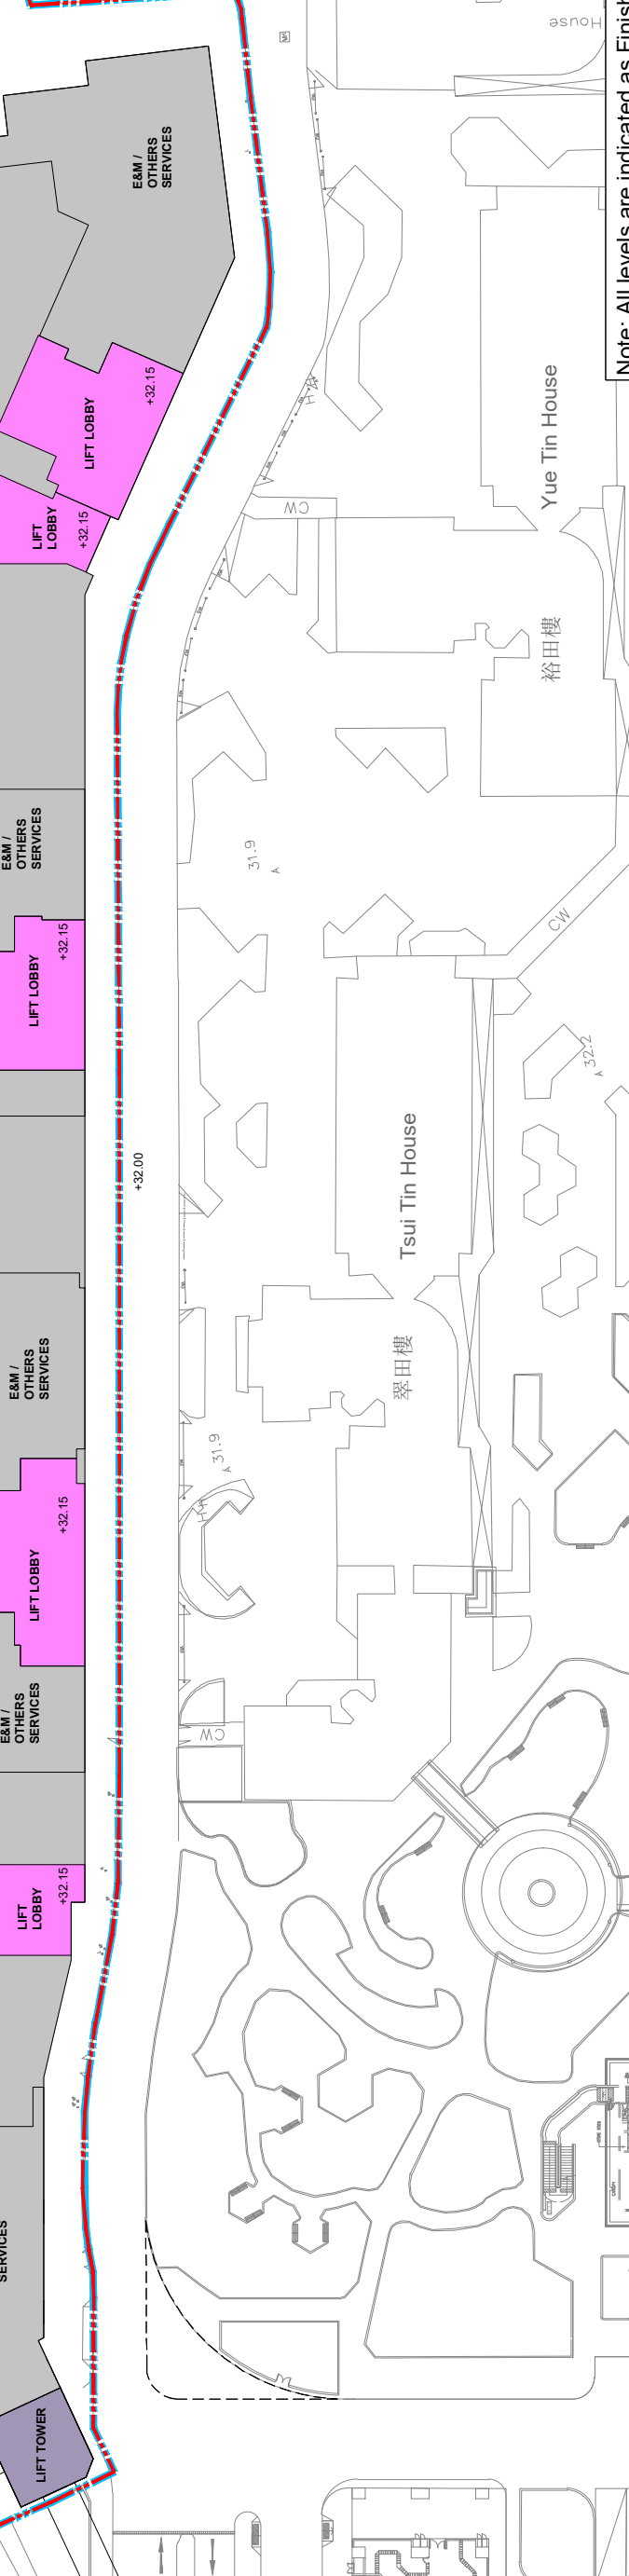 House
Note: All levels are indicated as Finish
E&M /
OTHERS
SERVICES
+32.15
LIFT LOBBY
Yue Tin House
CW
LIFT
LOBBY
+32.15
裕田樓
E&M /
OTHERS
SERVICES
31.9
CW
+32.15
LIFT LOBBY
32.2
+32.00
Tsui Tin House
E&M /
OTHERS
SERVICES
翠田樓
31.9
+32.15
LIFT LOBBY
E&M /
OTHERS
SERVICES
CW
+32.15
LIFT
LOBBY
SERVICES
LIFT TOWER